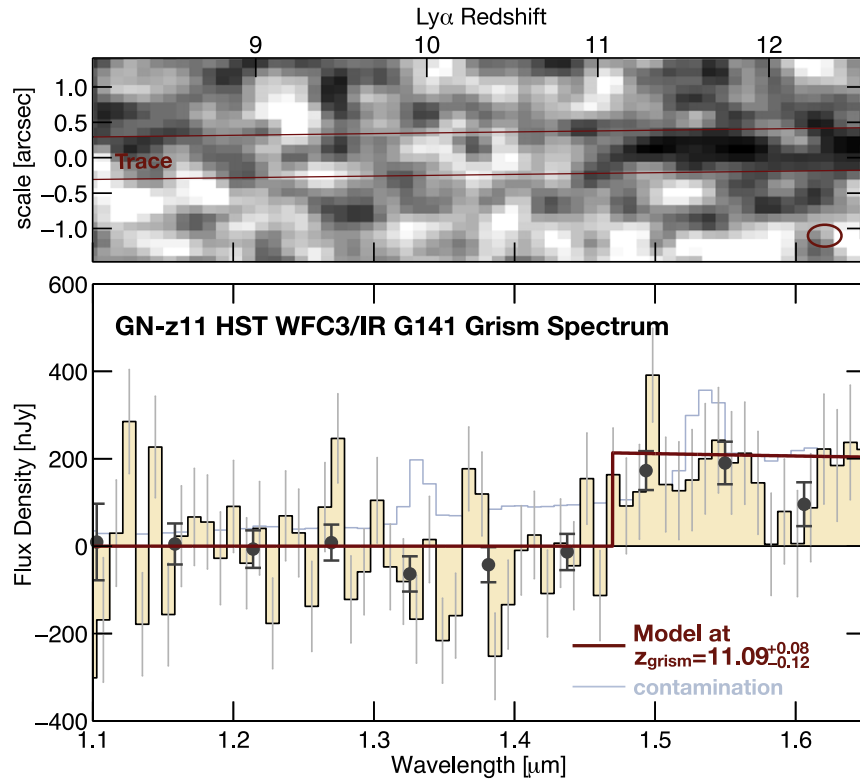 Lyα Redshift
9 10 11 12
scale [arcsec]
1.0
0.5
0.0
−0.5
−1.0
Trace
GN-z11 HST WFC3/IR G141 Grism Spectrum
Flux Density [nJy]
600
400
200
0
−200
−400
Model at
z_grism=11.09 +0.08 −0.12
contamination
1.1 1.2 1.3 1.4 1.5 1.6
Wavelength [μm]